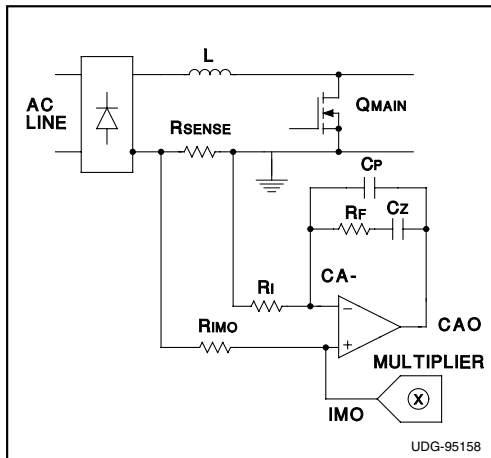 L
AC
LINE
QMAIN
RSENSE
CP
RF
CZ
CA-
RI
CAO
RIMO
−
+
MULTIPLIER
X
IMO
UDG-95158